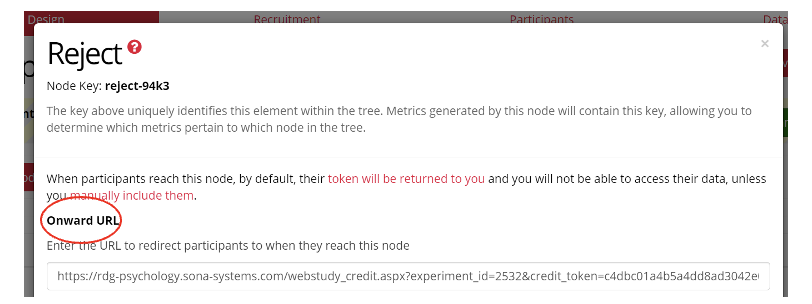 Design Recruitment Participants Data
Reject ?
×
Node Key: reject-94k3
The key above uniquely identifies this element within the tree. Metrics generated by this node will contain this key, allowing you to
determine which metrics pertain to which node in the tree.
When participants reach this node, by default, their token will be returned to you and you will not be able to access their data, unless
you manually include them.
Onward URL
Enter the URL to redirect participants to when they reach this node
https://rdg-psychology.sona-systems.com/webstudy_credit.aspx?experiment_id=2532&credit_token=c4dbc01a4b5a4dd8ad3042e